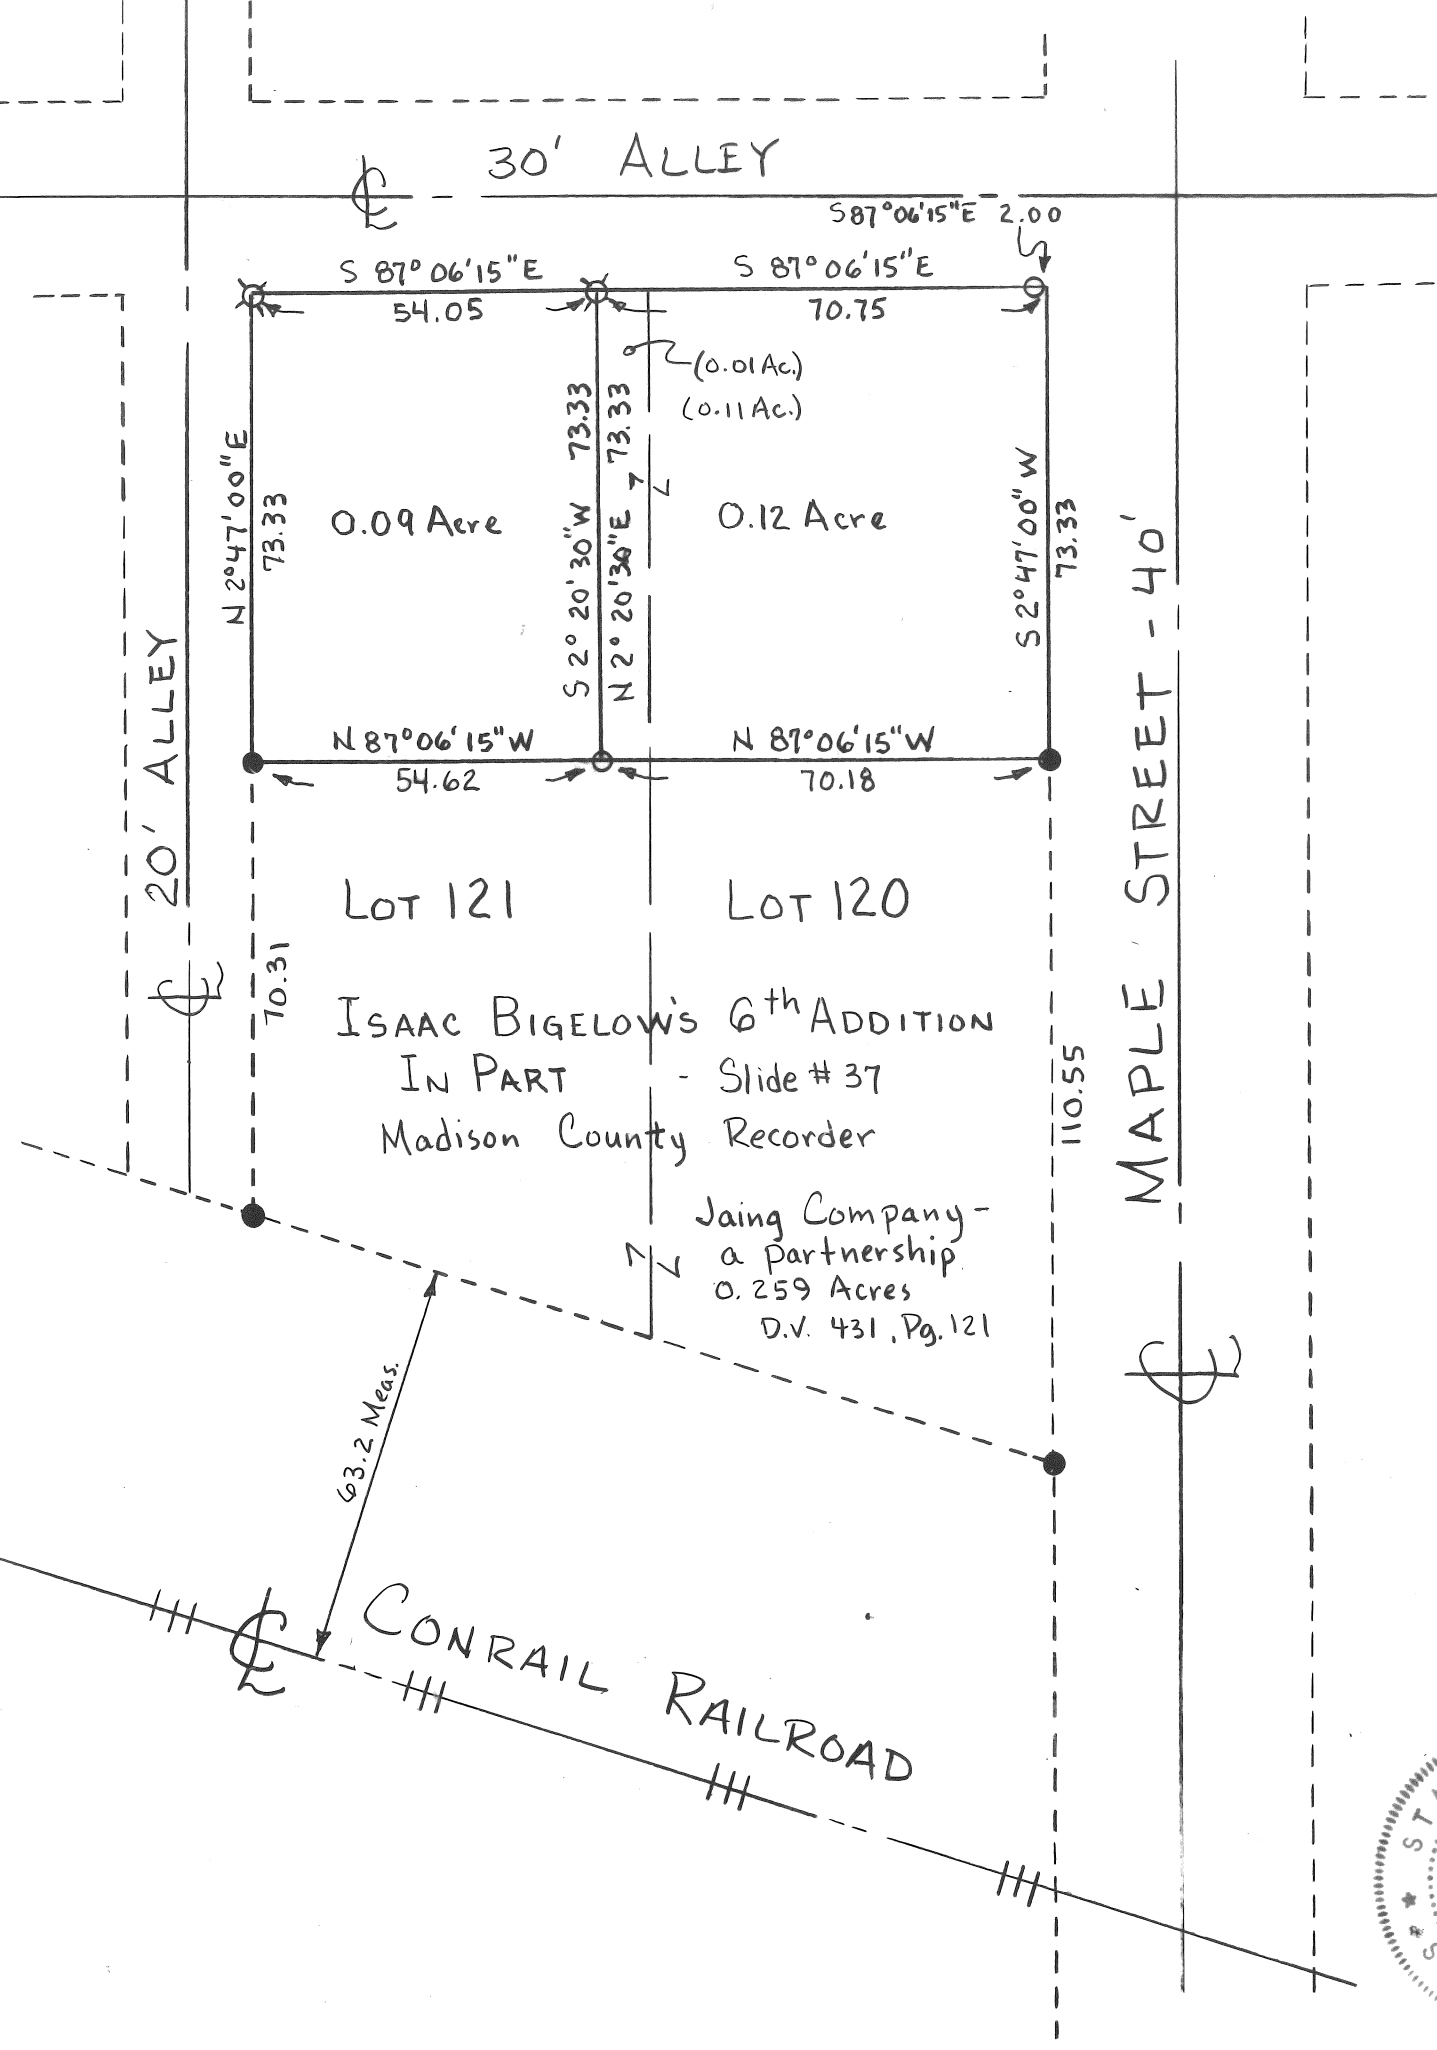 30' ALLEY
S 87°06'15"E 2.00
S 87° 06'15"E
54.05
S 87° 06'15"E
70.75
(0.01 Ac.)
(0.11 Ac.)
N 2°47'00"E
73.33
0.09 Acre
S 2° 20'30"W 73.33
N 2° 20'30"E 73.33
0.12 Acre
S 2°47'00"W
73.33
N 87°06'15"W
54.62
N 87°06'15"W
70.18
20' ALLEY
MAPLE STREET - 40'
LOT 121
LOT 120
70.31
110.55
ISAAC BIGELOW'S 6th ADDITION
IN PART - Slide # 37
Madison County Recorder
Jaing Company -
a partnership
0.259 Acres
D.V. 431, Pg. 121
63.2 Meas.
CONRAIL RAILROAD